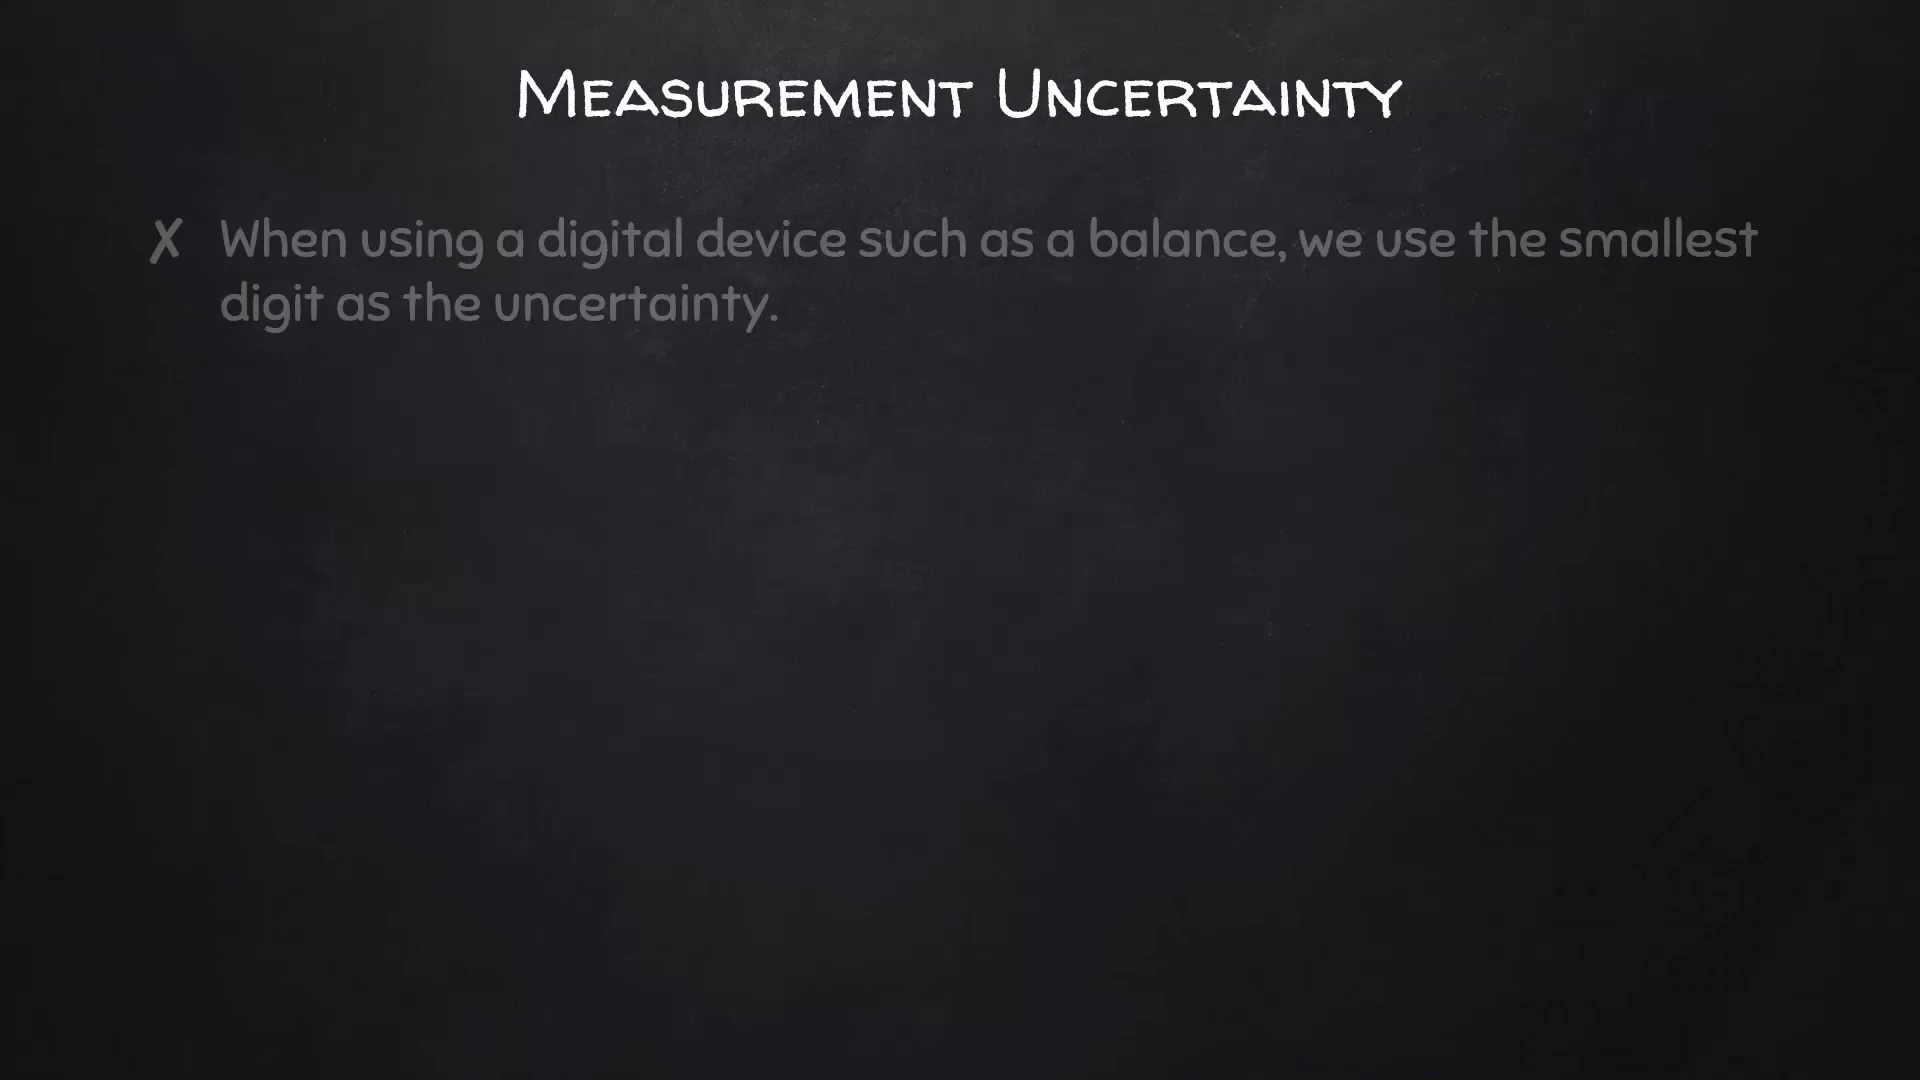 Measurement Uncertainty
✗ When using a digital device such as a balance, we use the smallest
digit as the uncertainty.